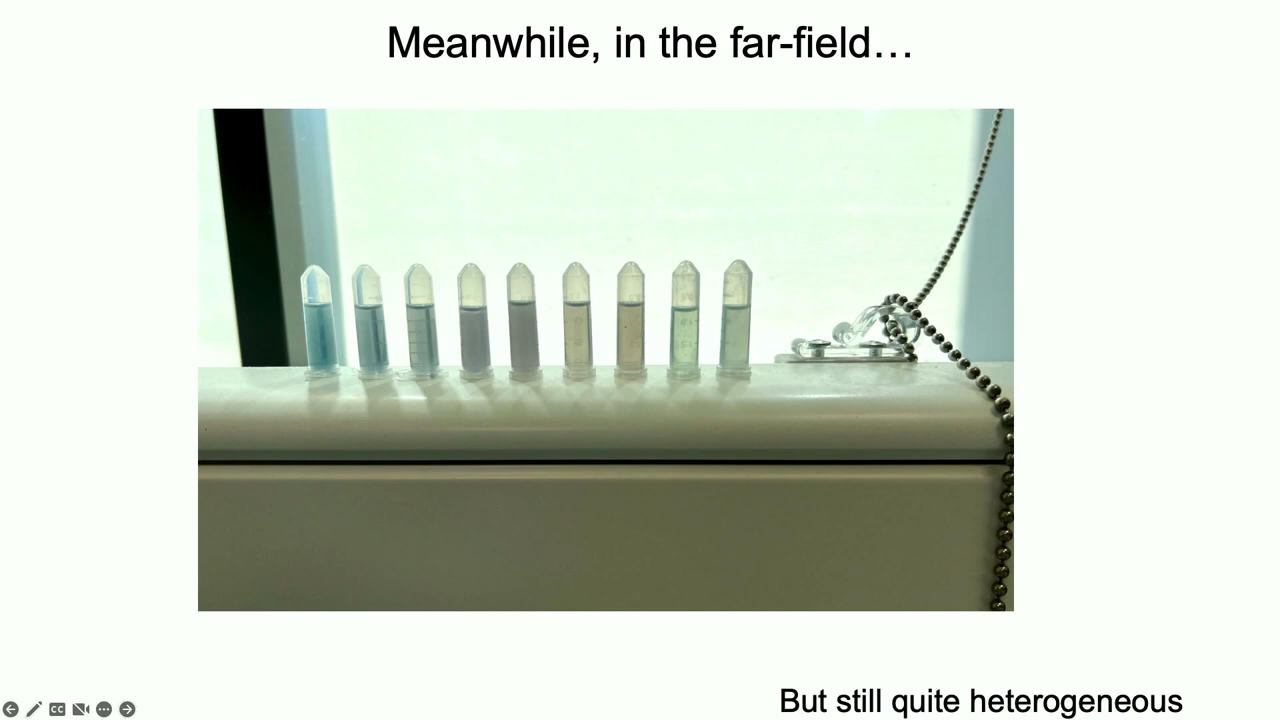 Meanwhile, in the far-field…
But still quite heterogeneous